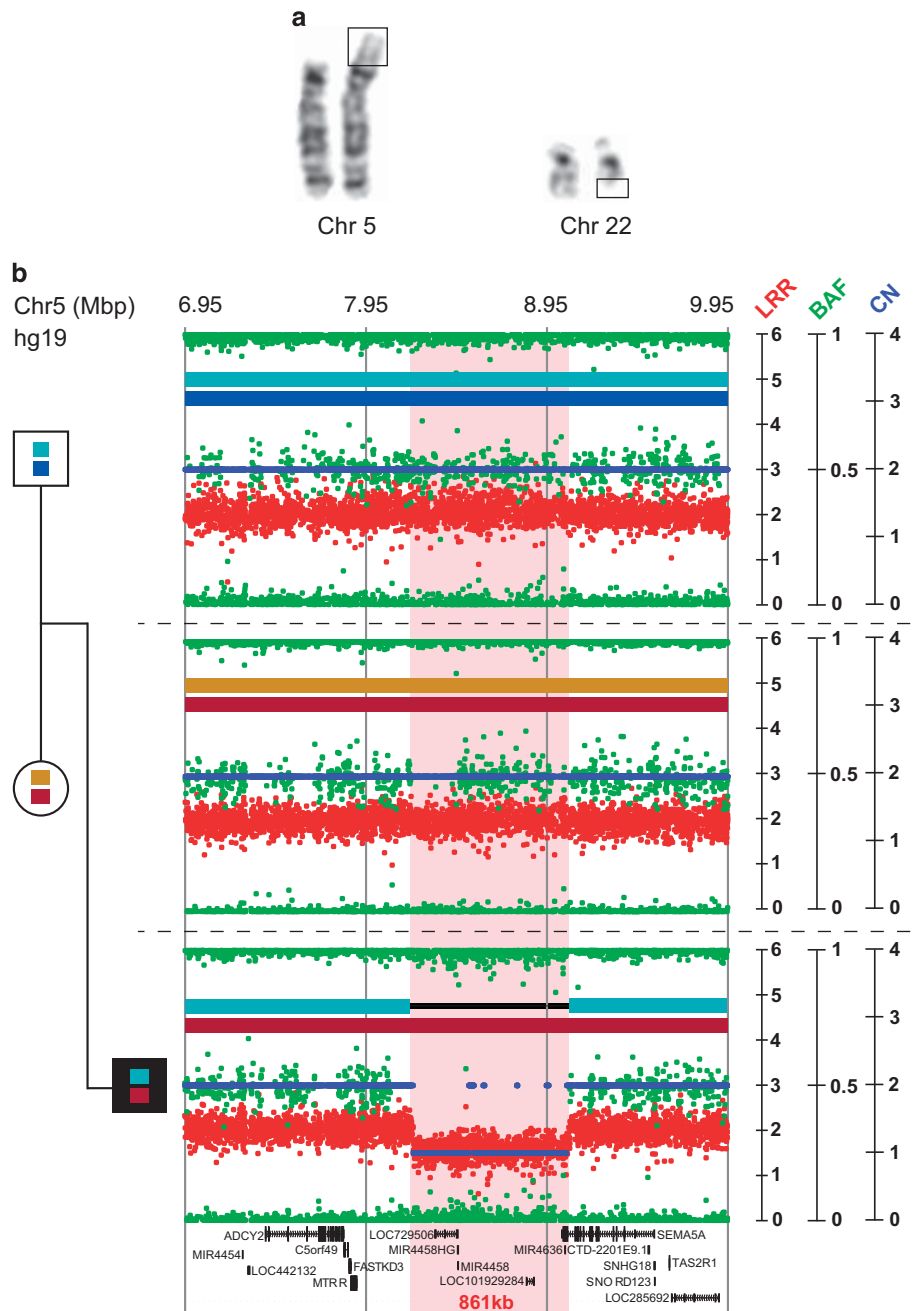 a
Chr 5 Chr 22
b
Chr5 (Mbp)
hg19
6.95 7.95 8.95 9.95
LRR BAF CN
6 1 4
5
3
4
3 0.5 2
2
1
1
0 0 0
6 1 4
5
3
4
3 0.5 2
2
1
1
0 0 0
6 1 4
5
3
4
3 0.5 2
2
1
1
0 0 0
ADCY2 LOC729506 SEMA5A
MIR4454 C5orf49 MIR4458HG MIR4636 CTD-2201E9.1
LOC442132 FASTKD3 MIR4458 SNHG18 TAS2R1
MTRR LOC101929284 SNORD123
861kb LOC285692